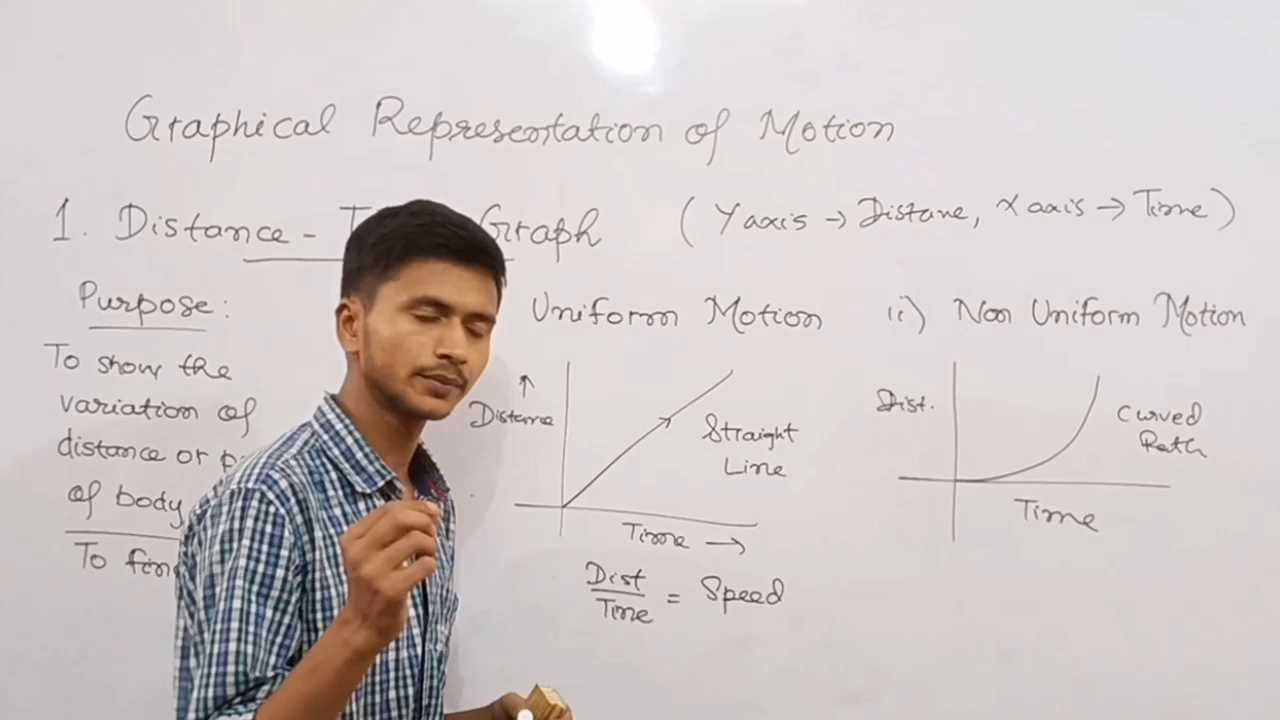 Graphical Representation of Motion
1. Distance - Graph ( Y axis → Distane, X axis → Time )
Purpose:
To show the
variation of
distance or
of body
To
Uniform Motion
↑
Distance
Straight
Line
Time →
Dist
Time = Speed
ii) Non Uniform Motion
Dist.
Curved
Path
Time